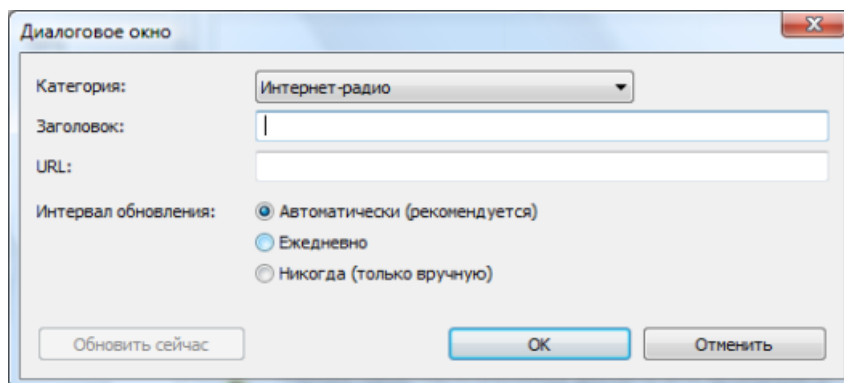 Диалоговое окно
Категория: Интернет-радио
Заголовок:
URL:
Интервал обновления: Автоматически (рекомендуется)
Ежедневно
Никогда (только вручную)
Обновить сейчас OK Отменить